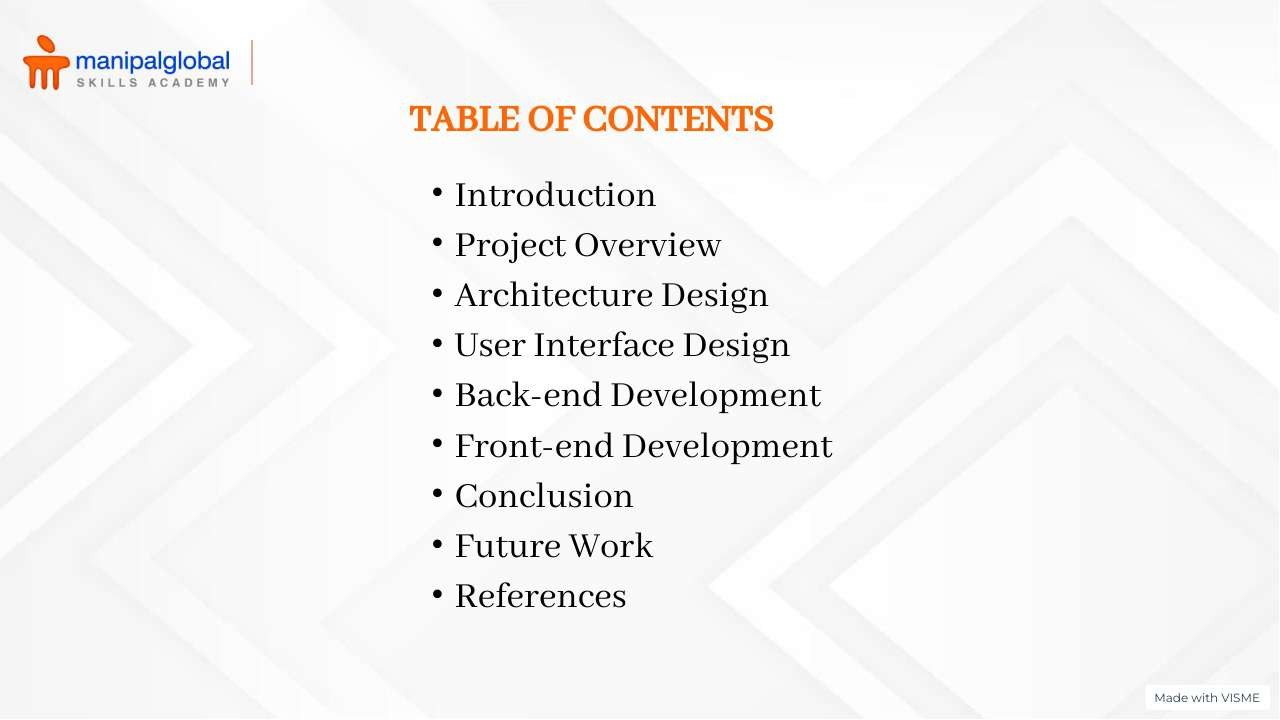 manipalglobal
SKILLS ACADEMY
TABLE OF CONTENTS
• Introduction
• Project Overview
• Architecture Design
• User Interface Design
• Back-end Development
• Front-end Development
• Conclusion
• Future Work
• References
Made with VISME